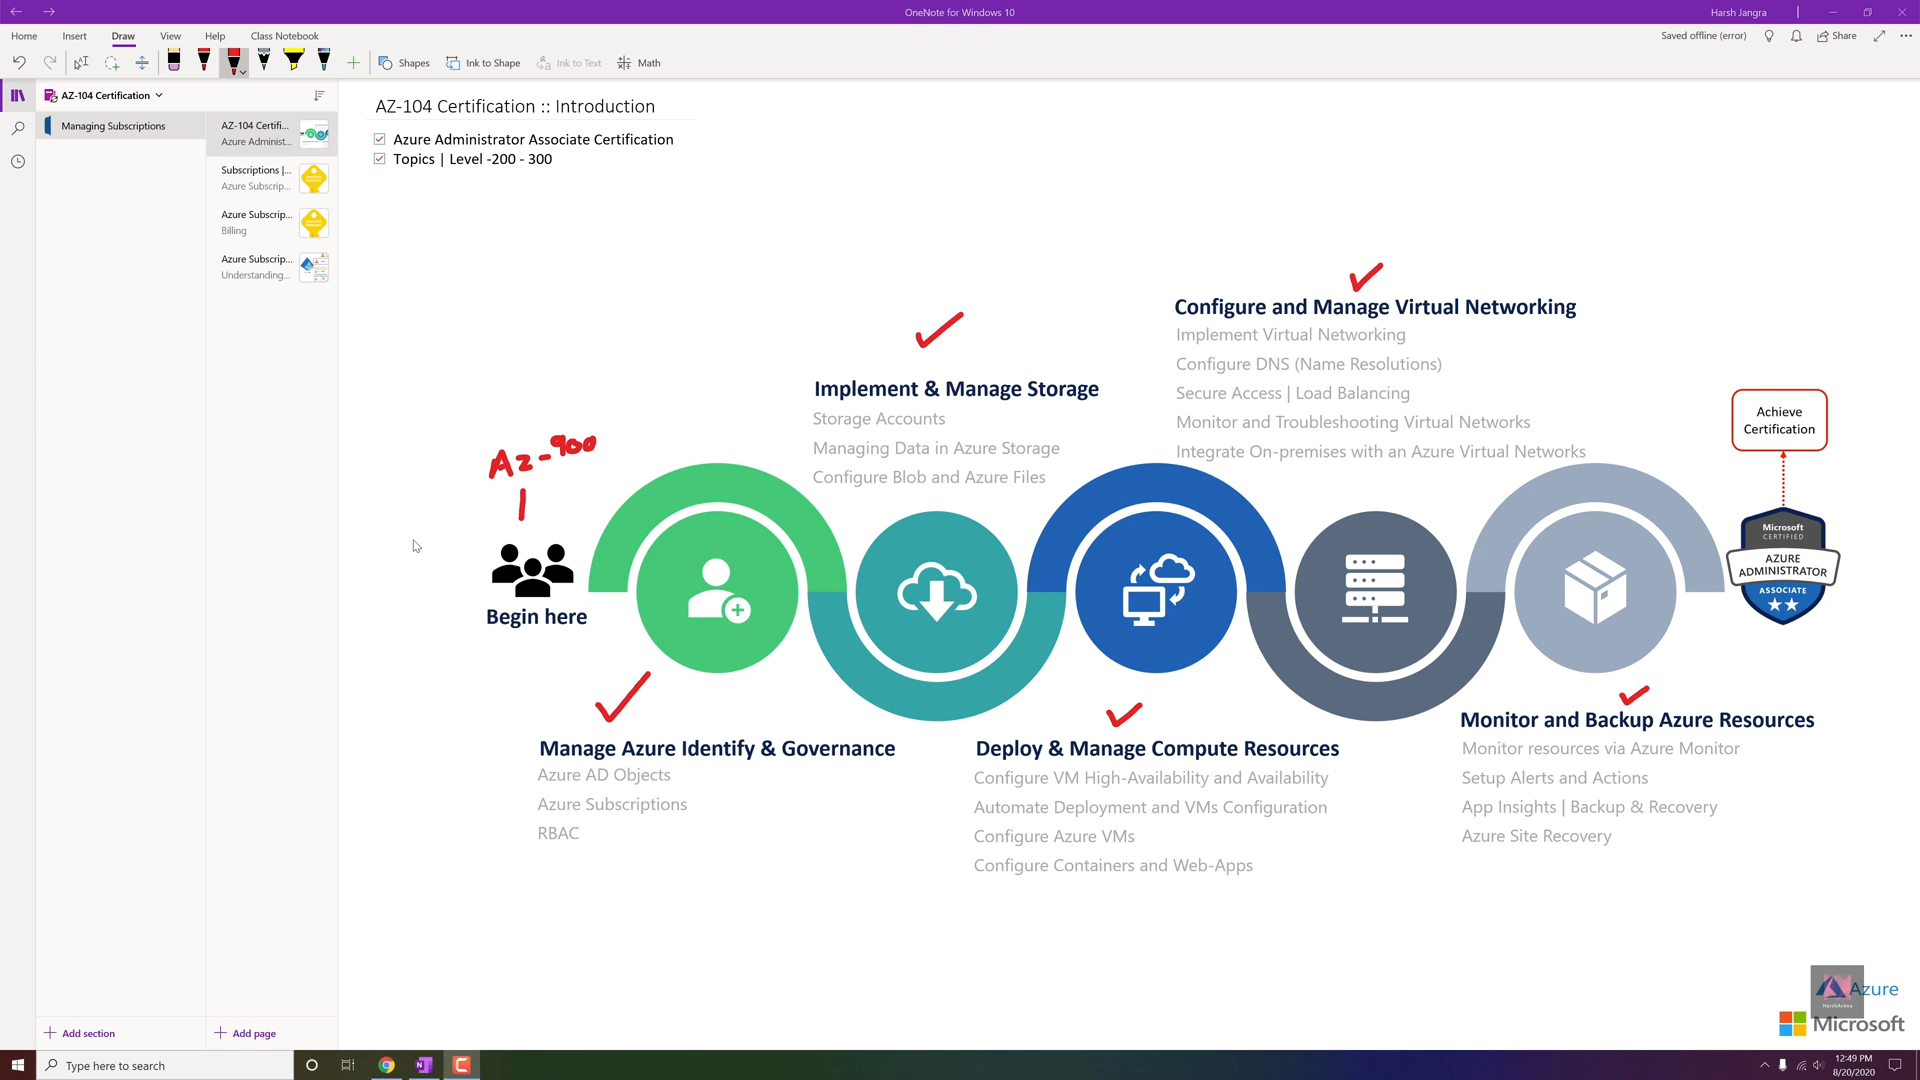 OneNote for Windows 10
Harsh Jangra
Home
Insert
Draw
View
Help
Class Notebook
Saved offline (error)
Share
Shapes
Ink to Shape
Ink to Text
Math
AZ-104 Certification
Managing Subscriptions
AZ-104 Certifi...
Azure Administ...
Subscriptions |...
Azure Subscrip...
Azure Subscrip...
Billing
Azure Subscrip...
Understanding...
AZ-104 Certification :: Introduction
Azure Administrator Associate Certification
Topics | Level -200 - 300
Configure and Manage Virtual Networking
Implement Virtual Networking
Configure DNS (Name Resolutions)
Secure Access | Load Balancing
Monitor and Troubleshooting Virtual Networks
Integrate On-premises with an Azure Virtual Networks
Implement & Manage Storage
Storage Accounts
Managing Data in Azure Storage
Configure Blob and Azure Files
Achieve
Certification
Az-900
Begin here
Microsoft
CERTIFIED
AZURE
ADMINISTRATOR
ASSOCIATE
Manage Azure Identify & Governance
Azure AD Objects
Azure Subscriptions
RBAC
Deploy & Manage Compute Resources
Configure VM High-Availability and Availability
Automate Deployment and VMs Configuration
Configure Azure VMs
Configure Containers and Web-Apps
Monitor and Backup Azure Resources
Monitor resources via Azure Monitor
Setup Alerts and Actions
App Insights | Backup & Recovery
Azure Site Recovery
Azure
HarshArena
Microsoft
Add section
Add page
Type here to search
12:49 PM
8/20/2020